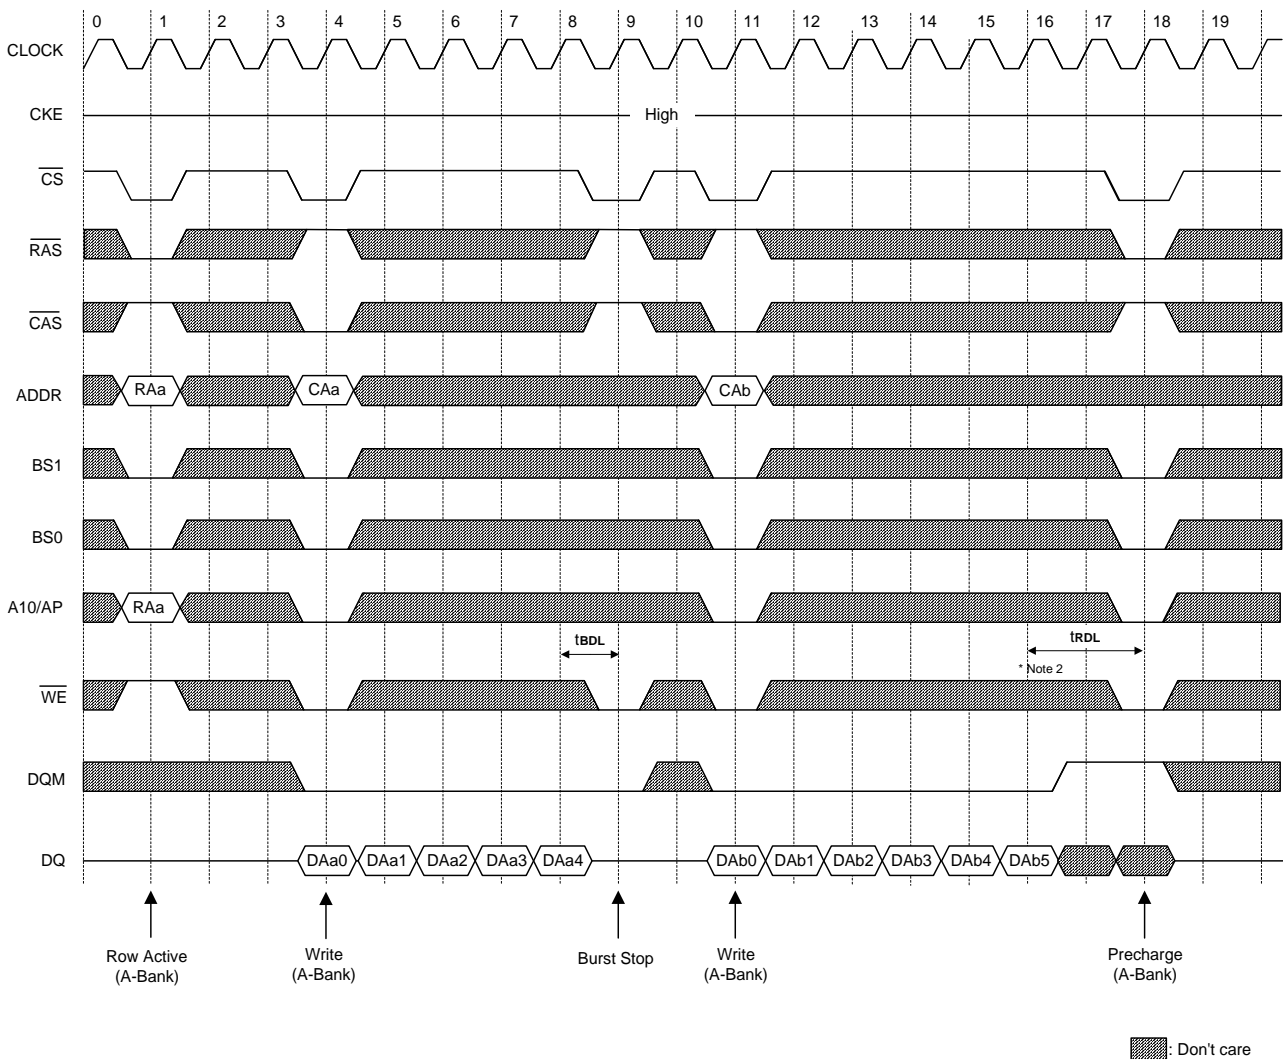 0 1 2 3 4 5 6 7 8 9 10 11 12 13 14 15 16 17 18 19
CLOCK
CKE High
CS
RAS
CAS
ADDR RAa CAa CAb
BS1
BS0
A10/AP RAa
tBDL tRDL
* Note 2
WE
DQM
DQ DAa0 DAa1 DAa2 DAa3 DAa4 DAb0 DAb1 DAb2 DAb3 DAb4 DAb5
Row Active Write Burst Stop Write Precharge
(A-Bank) (A-Bank) (A-Bank) (A-Bank)
: Don't care